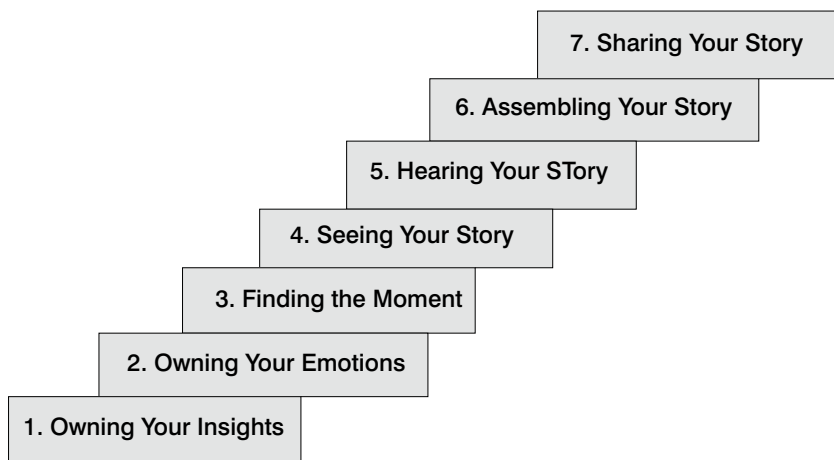 7. Sharing Your Story
6. Assembling Your Story
5. Hearing Your STory
4. Seeing Your Story
3. Finding the Moment
2. Owning Your Emotions
1. Owning Your Insights